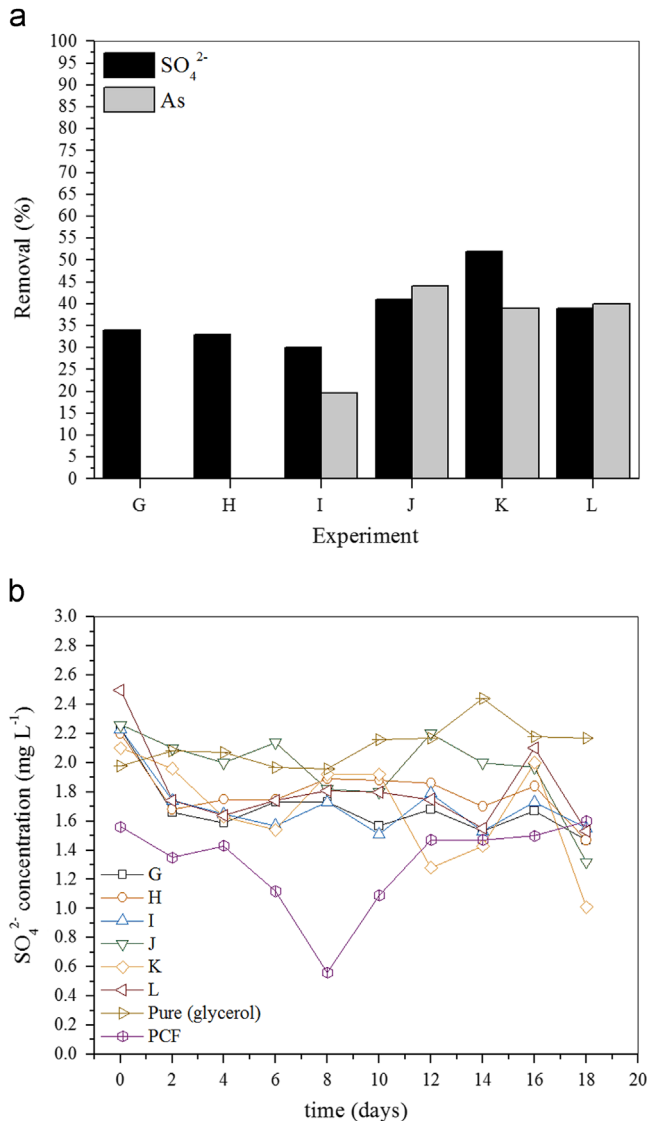 a
100
95
90
85
80
75
70
65
60
55
50
45
40
35
30
25
20
15
10
5
0
Removal (%)
SO₄²⁻
As
G H I J K L
Experiment
b
3.0
2.8
2.6
2.4
2.2
2.0
1.8
1.6
1.4
1.2
1.0
0.8
0.6
0.4
0.2
0.0
SO₄²⁻ concentration (mg L⁻¹)
G
H
I
J
K
L
Pure (glycerol)
PCF
0 2 4 6 8 10 12 14 16 18 20
time (days)